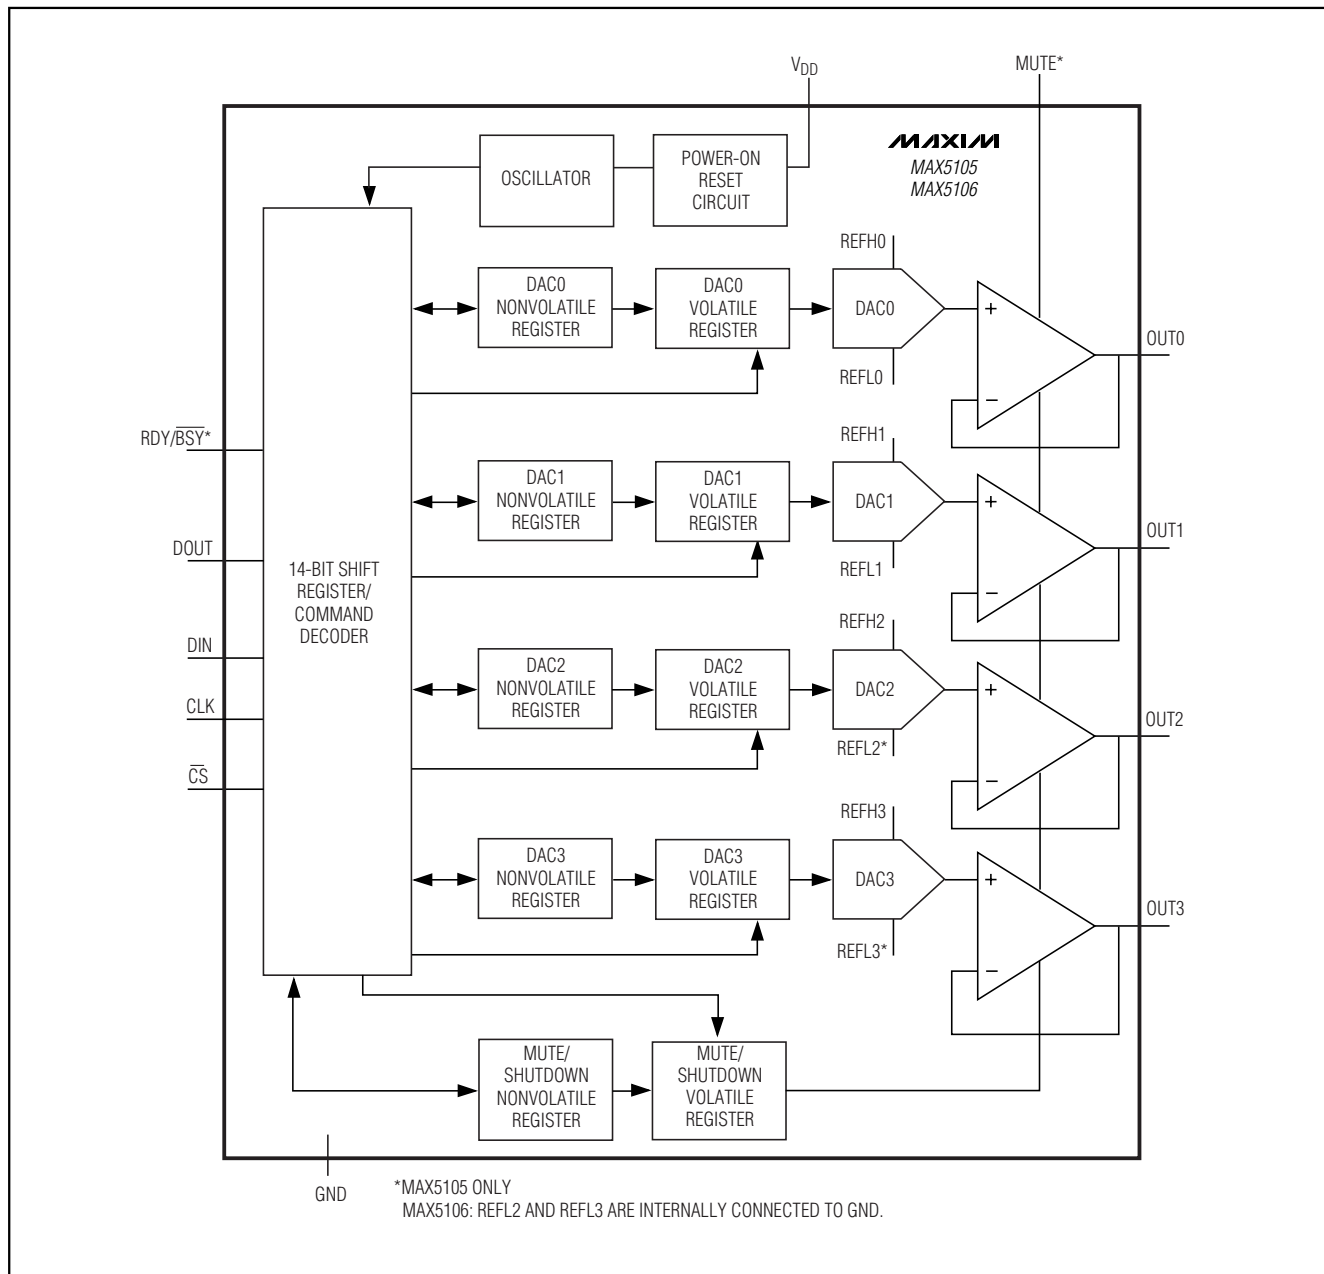 V_DD
MUTE*
MAXIM
MAX5105
MAX5106
OSCILLATOR
POWER-ON
RESET
CIRCUIT
REFH0
DAC0
NONVOLATILE
REGISTER
DAC0
VOLATILE
REGISTER
DAC0
+
−
OUT0
REFL0
RDY/B̅S̅Y̅*
REFH1
DAC1
NONVOLATILE
REGISTER
DAC1
VOLATILE
REGISTER
DAC1
+
−
OUT1
REFL1
DOUT
14-BIT SHIFT
REGISTER/
COMMAND
DECODER
DIN
CLK
C̅S̅
REFH2
DAC2
NONVOLATILE
REGISTER
DAC2
VOLATILE
REGISTER
DAC2
+
−
OUT2
REFL2*
REFH3
DAC3
NONVOLATILE
REGISTER
DAC3
VOLATILE
REGISTER
DAC3
+
−
OUT3
REFL3*
MUTE/
SHUTDOWN
NONVOLATILE
REGISTER
MUTE/
SHUTDOWN
VOLATILE
REGISTER
GND
*MAX5105 ONLY
MAX5106: REFL2 AND REFL3 ARE INTERNALLY CONNECTED TO GND.